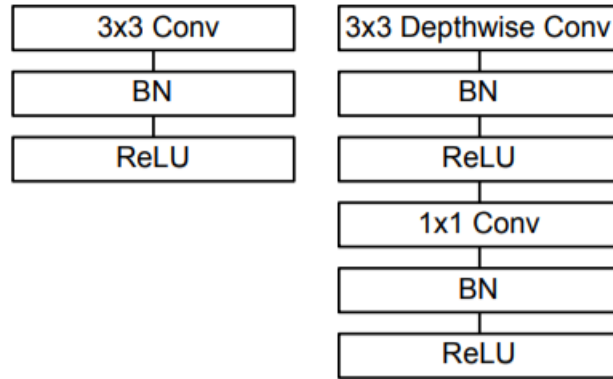 3x3 Conv
BN
ReLU
3x3 Depthwise Conv
BN
ReLU
1x1 Conv
BN
ReLU